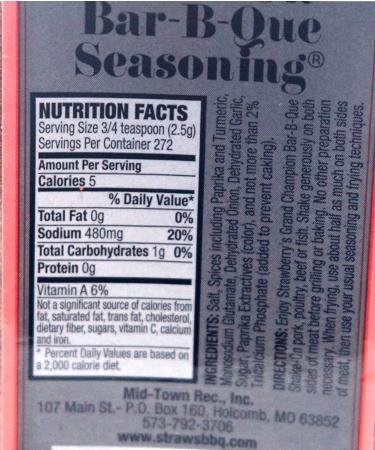 Bar-B-Que
Seasoning®
NUTRITION FACTS
Serving Size 3/4 teaspoon (2.5g)
Servings Per Container 272
Amount Per Serving
Calories 5
% Daily Value*
Total Fat 0g 0%
Sodium 480mg 20%
Total Carbohydrates 1g 0%
Protein 0g
Vitamin A 6%
Not a significant source of calories from
fat, saturated fat, trans fat, cholesterol,
dietary fiber, sugars, vitamin C, calcium
and iron.
* Percent Daily Values are based on
a 2,000 calorie diet.
INGREDIENTS: Salt, Spices including Paprika and Turmeric,
Monosodium Glutamate, Dehydrated Onion, Dehydrated Garlic,
Sugar, Paprika Extractives (color), and not more than 2%
Tricalcium Phosphate (added to prevent caking).
DIRECTIONS: Enjoy Strawberry's Grand Champion Bar-B-Que
Shake-On pork, poultry, beef or fish. Shake generously on both
sides of meat before grilling or baking. No other preparation
necessary. When frying, use about half as much on both sides
of meat, then use your usual seasoning and frying techniques.
Mid-Town Rec., Inc.
107 Main St.- P.O. Box 160, Holcomb, MO 63852
573-792-3706
www.strawsbbq.com